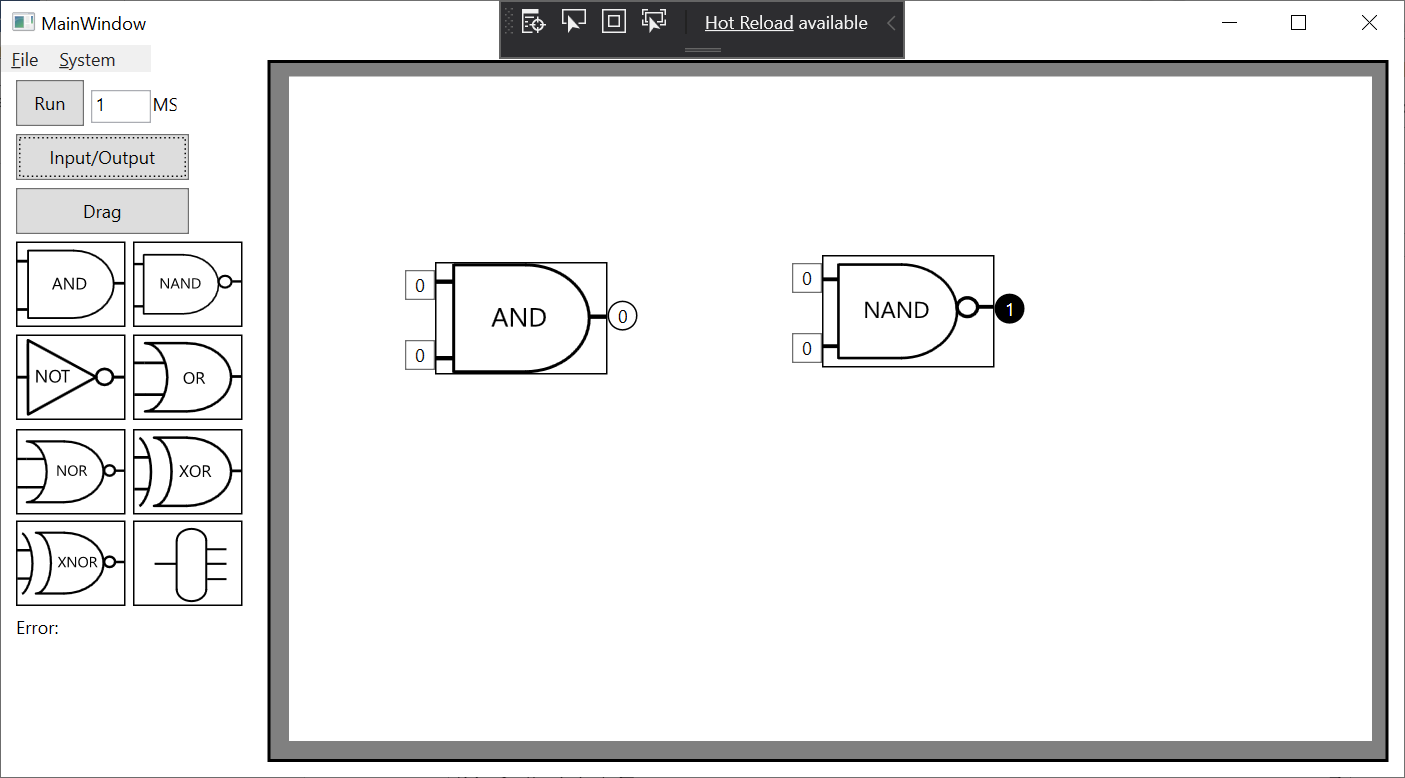 MainWindow
Hot Reload available
File System
Run 1 MS
Input/Output
Drag
AND NAND
NOT OR
NOR XOR
XNOR
Error:
0 AND 0
0
0 NAND 1
0